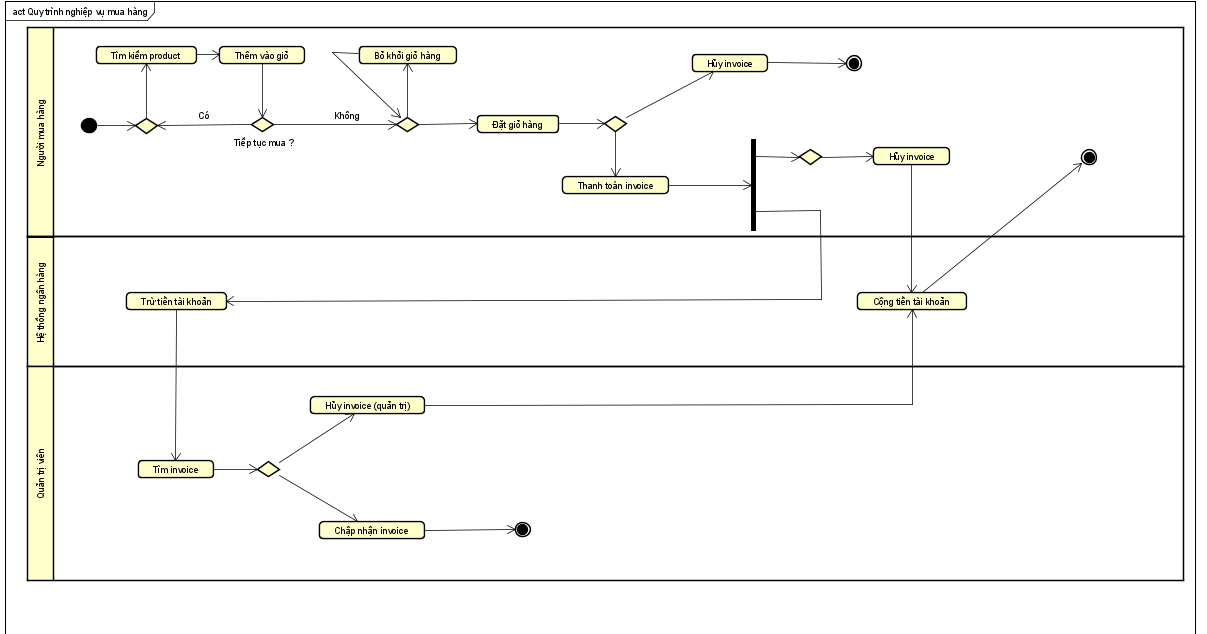 act Quy trình nghiệp vụ mua hàng
Người mua hàng
Tìm kiếm product
Thêm vào giỏ
Bỏ khỏi giỏ hàng
Hủy invoice
Có
Không
Tiếp tục mua ?
Đặt giỏ hàng
Thanh toán invoice
Hủy invoice
Hệ thống ngân hàng
Trừ tiền tài khoản
Cộng tiền tài khoản
Quản trị viên
Hủy invoice (quản trị)
Tìm invoice
Chấp nhận invoice